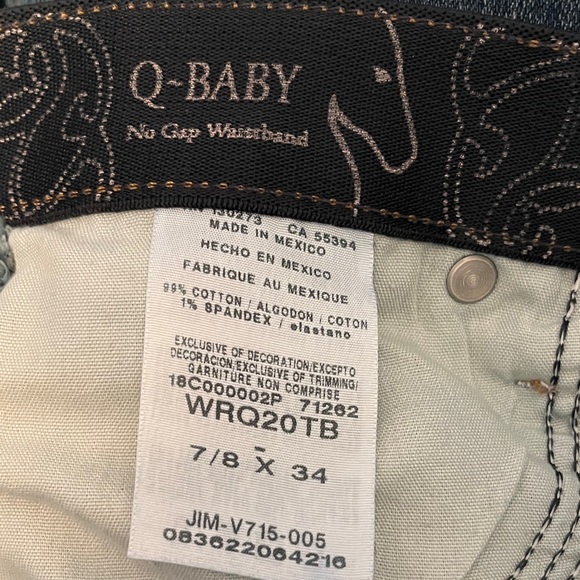 Q-BABY
No Gap Waistband
130273 CA 55394
MADE IN MEXICO
HECHO EN MEXICO
FABRIQUE AU MEXIQUE
99% COTTON / ALGODON / COTON
1% SPANDEX / elastano
EXCLUSIVE OF DECORATION/EXCEPTO
DECORACION/EXCLUSIVE OF TRIMMING/
GARNITURE NON COMPRISE
18C000002P 71262
WRQ20TB
7/8 X 34
JIM-V715-005
083622064216